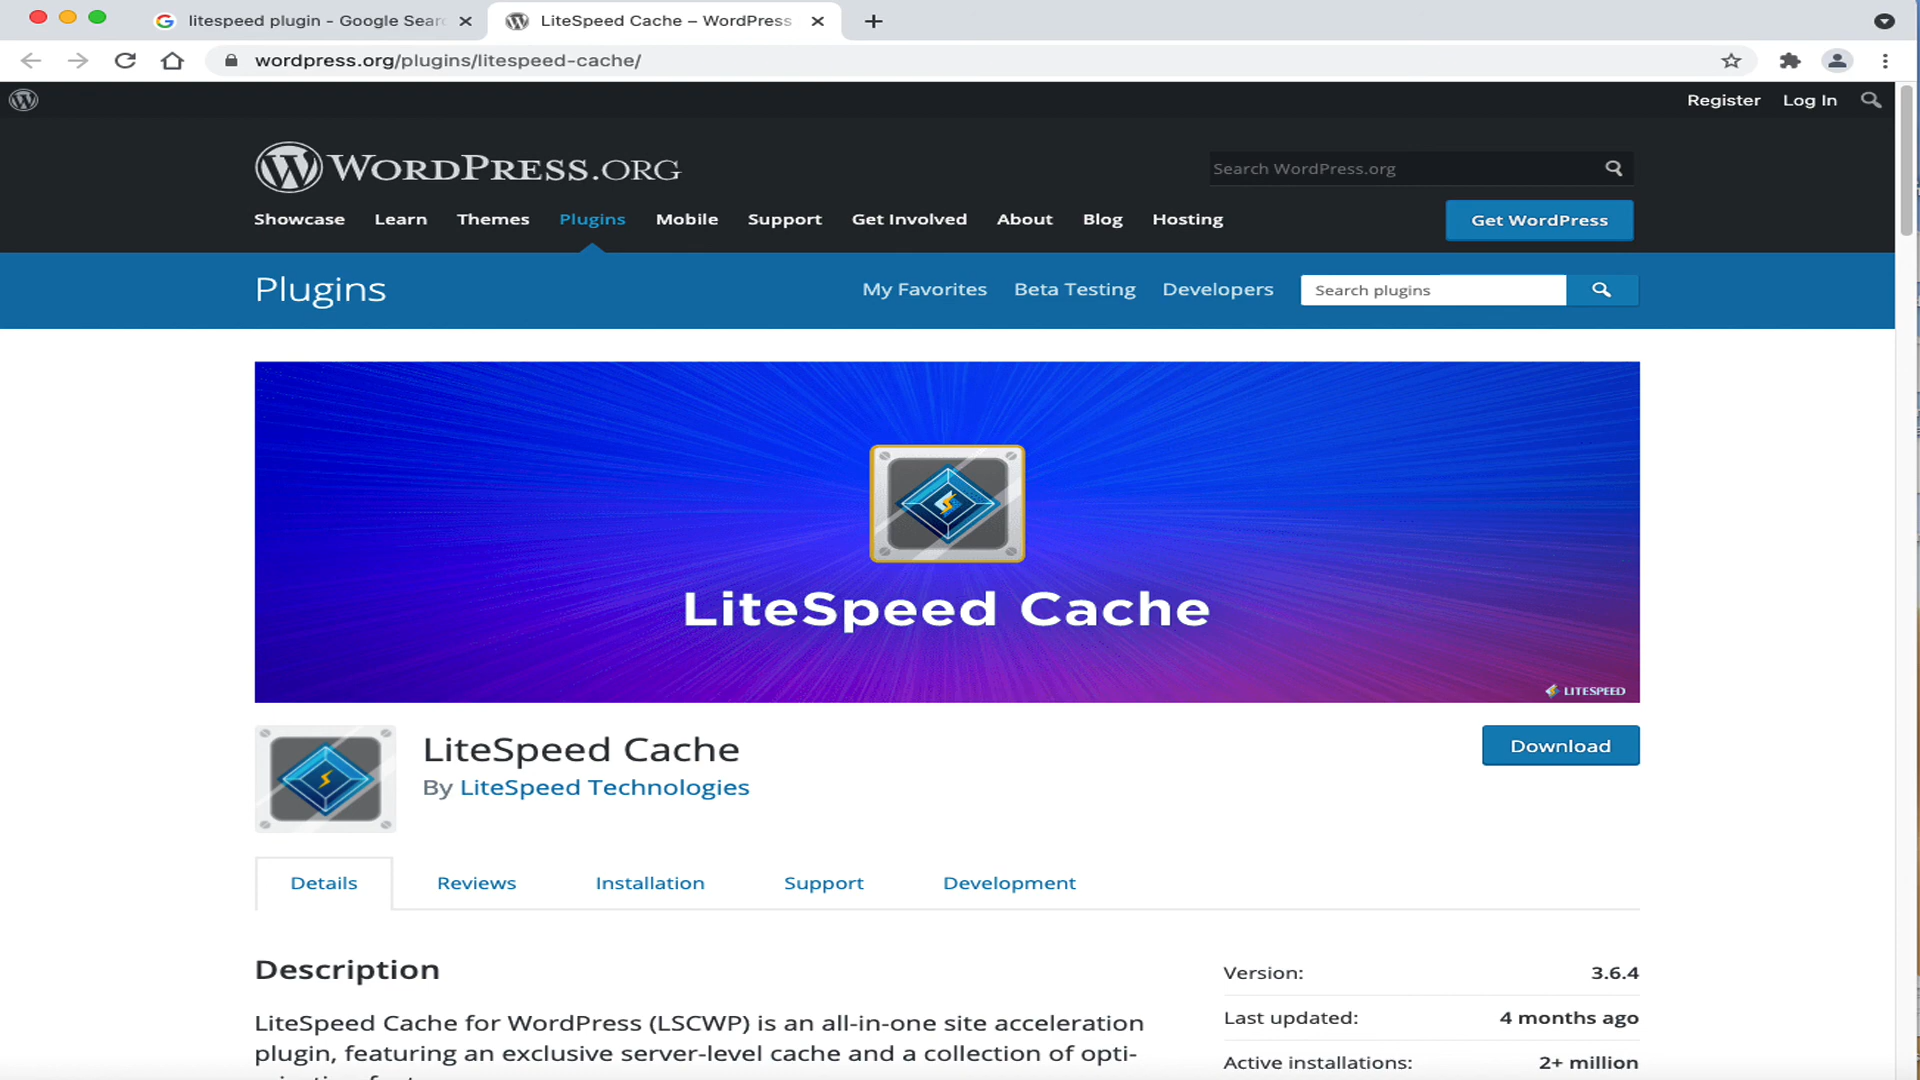 litespeed plugin - Google Sear
LiteSpeed Cache – WordPress
wordpress.org/plugins/litespeed-cache/
Register Log In
WORDPRESS.ORG
Search WordPress.org
Showcase Learn Themes Plugins Mobile Support Get Involved About Blog Hosting
Get WordPress
Plugins
My Favorites Beta Testing Developers
Search plugins
LiteSpeed Cache
LITESPEED
LiteSpeed Cache
By LiteSpeed Technologies
Download
Details Reviews Installation Support Development
Description
LiteSpeed Cache for WordPress (LSCWP) is an all-in-one site acceleration
plugin, featuring an exclusive server-level cache and a collection of opti-
Version: 3.6.4
Last updated: 4 months ago
Active installations: 2+ million